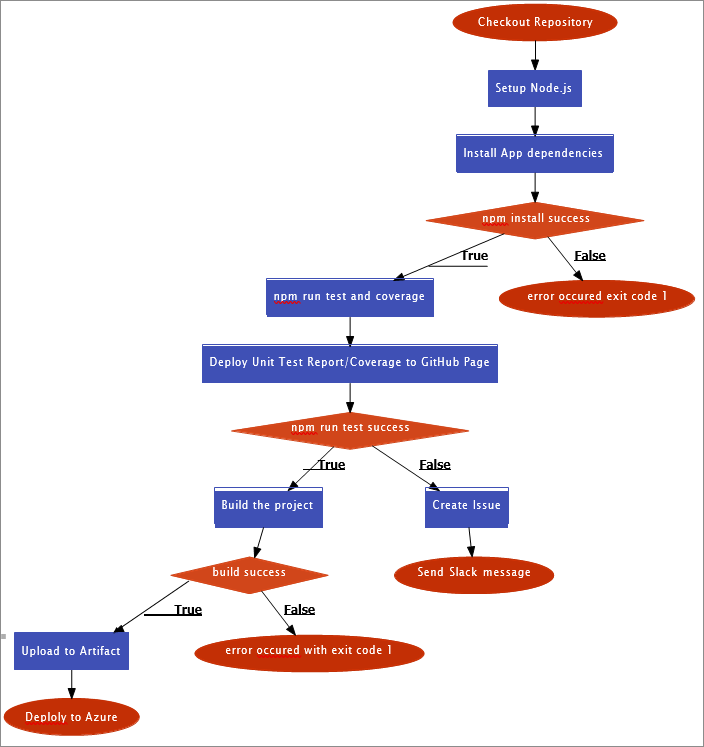 Checkout Repository
Setup Node.js
Install App dependencies
npm install success
True
False
npm run test and coverage
error occured exit code 1
Deploy Unit Test Report/Coverage to GitHub Page
npm run test success
True
False
Build the project
Create Issue
build success
Send Slack message
True
False
Upload to Artifact
error occured with exit code 1
Deploly to Azure